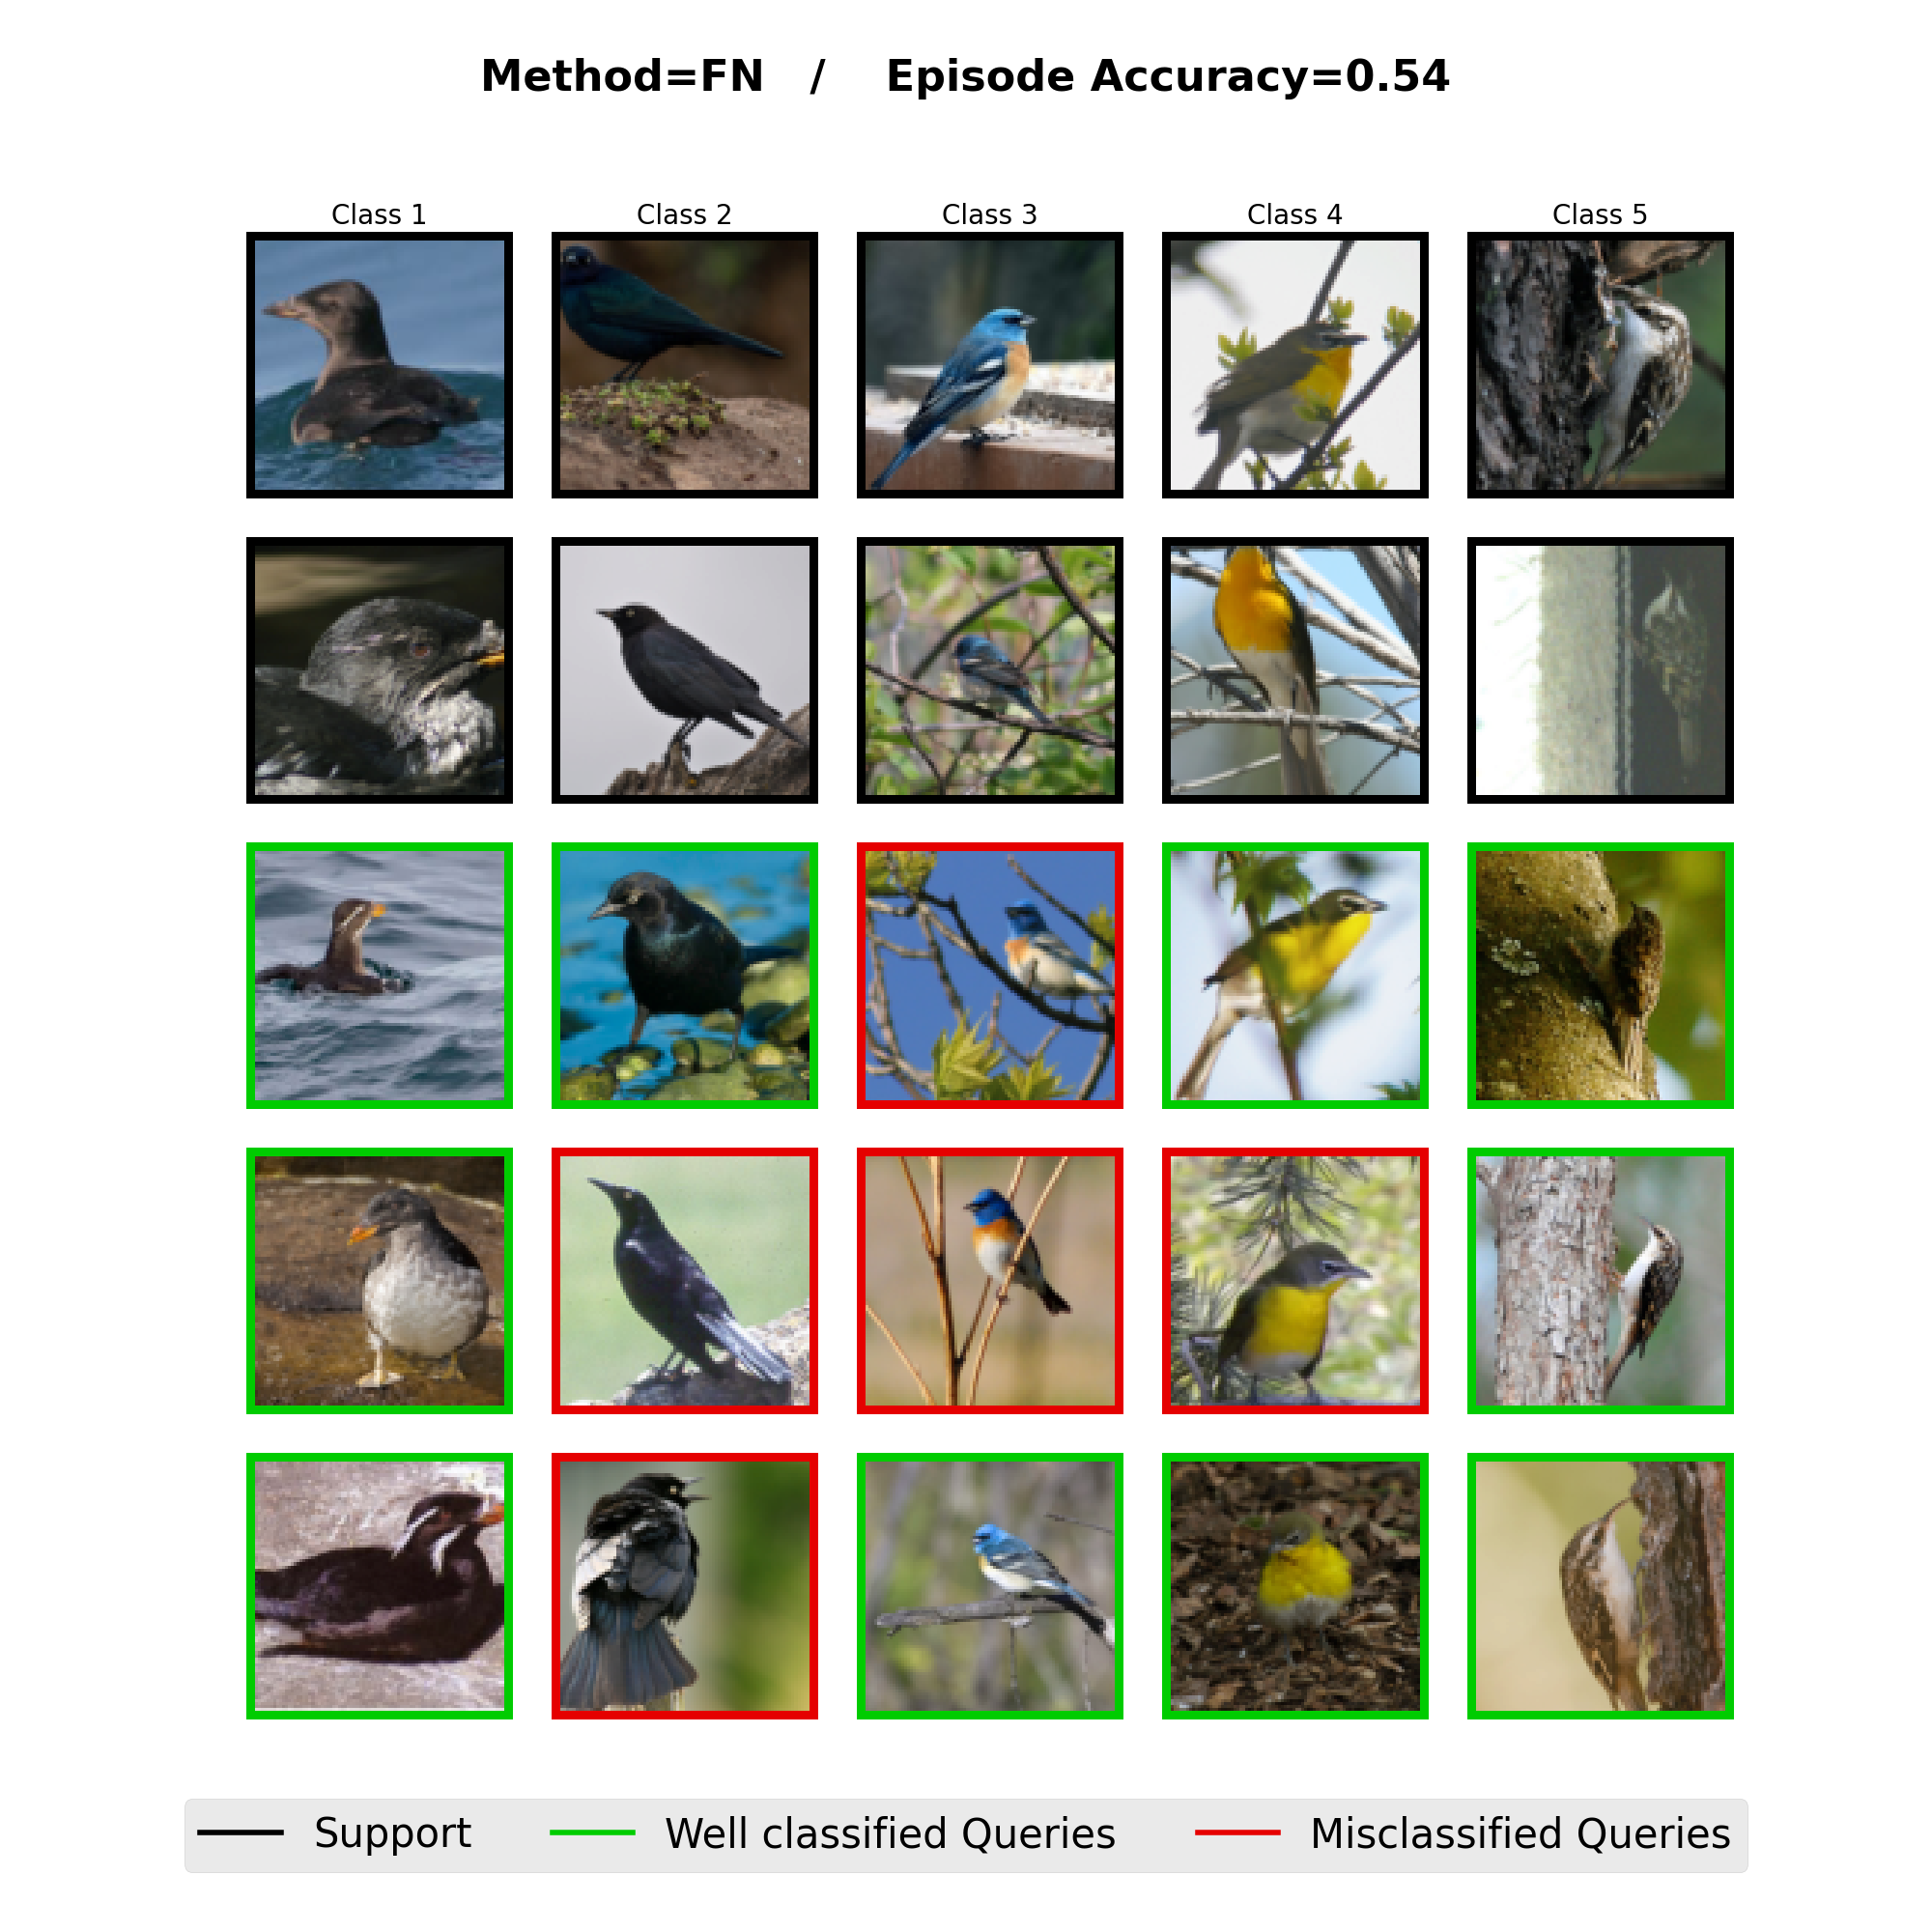 Method=FN / Episode Accuracy=0.54
Class 1 Class 2 Class 3 Class 4 Class 5
Support Well classified Queries Misclassified Queries